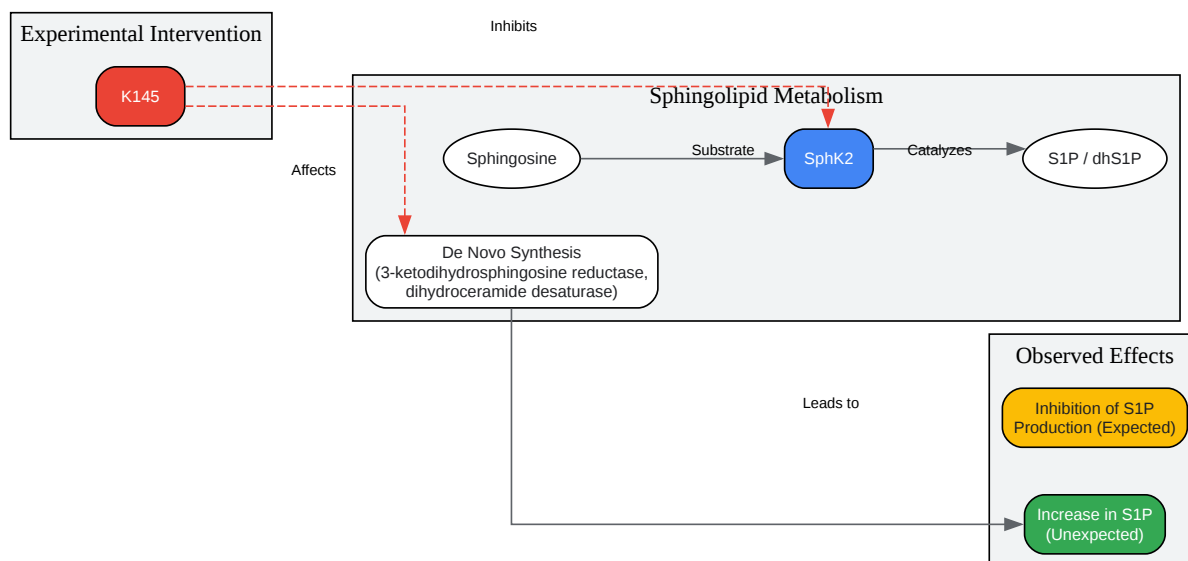 Inhibits
Experimental Intervention
K145
Sphingolipid Metabolism
Sphingosine
Substrate
SphK2
Catalyzes
S1P / dhS1P
Affects
De Novo Synthesis
(3-ketodihydrosphingosine reductase,
dihydroceramide desaturase)
Observed Effects
Inhibition of S1P
Production (Expected)
Leads to
Increase in S1P
(Unexpected)